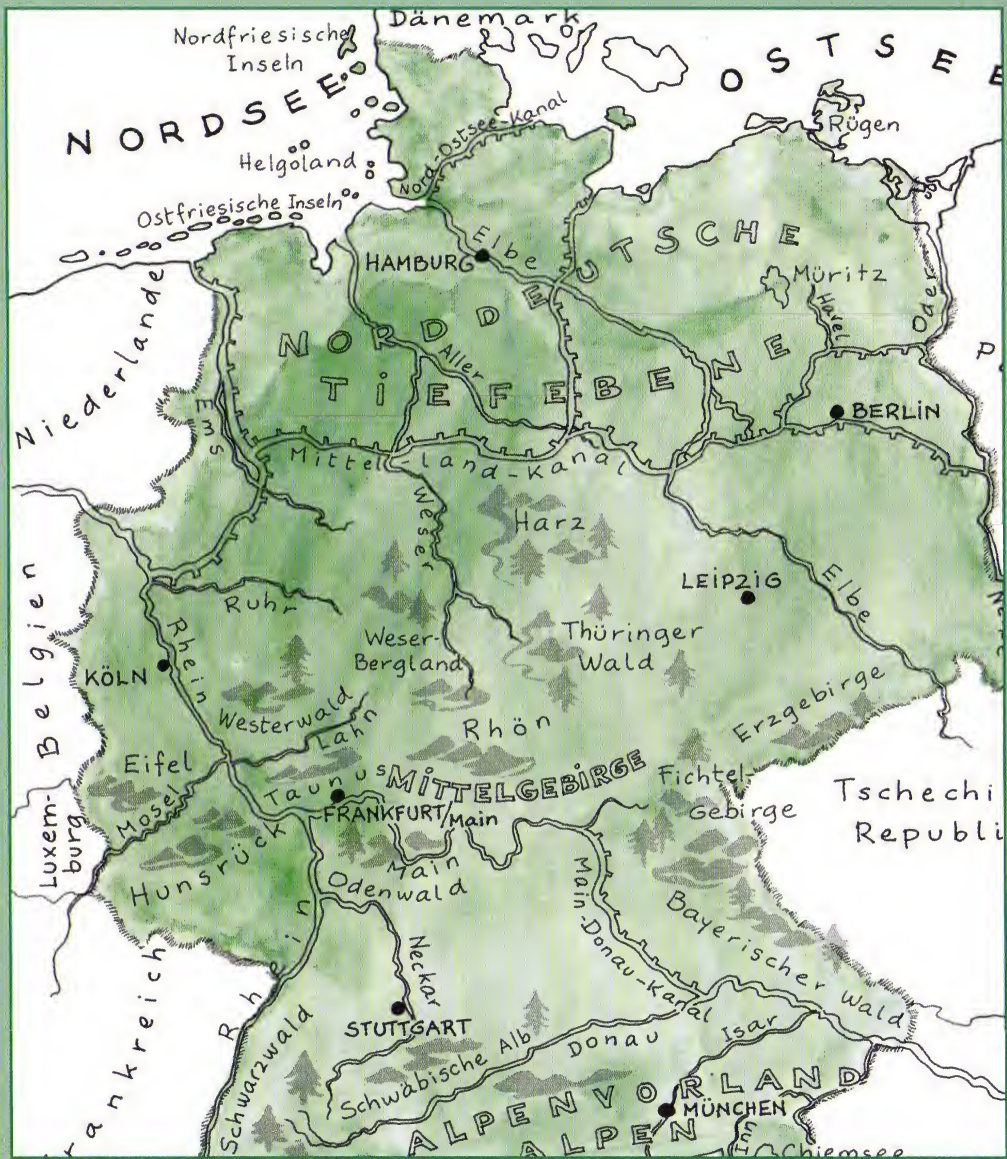 Dänemark
Nordfriesische
Inseln
NORDSEE
OSTSEE
Rügen
Nord-Ostsee-Kanal
Helgoland
Ostfriesische Inseln
HAMBURG
Elbe
NORDDEUTSCHE
TIEFEBENE
Müritz
Havel
Oder
P
Niederlande
Ems
Aller
BERLIN
Mittelland-Kanal
Weser
Harz
LEIPZIG
Elbe
Belgien
Ruhr
Rhein
Weser-
Bergland
Thüringer
Wald
KÖLN
Westerwald
Lahn
Rhön
Erzgebirge
Eifel
Mosel
Taunus
MITTELGEBIRGE
Fichtel-
Gebirge
Tschechi
Republi
Luxem-
burg
FRANKFURT/Main
Hunsrück
Main
Odenwald
Main-Donau-Kanal
Bayerischer Wald
Rhein
Neckar
rankreich
Schwarzwald
STUTTGART
Schwäbische Alb
Donau
Isar
ALPENVORLAND
MÜNCHEN
ALPEN
Inn
Chiemsee